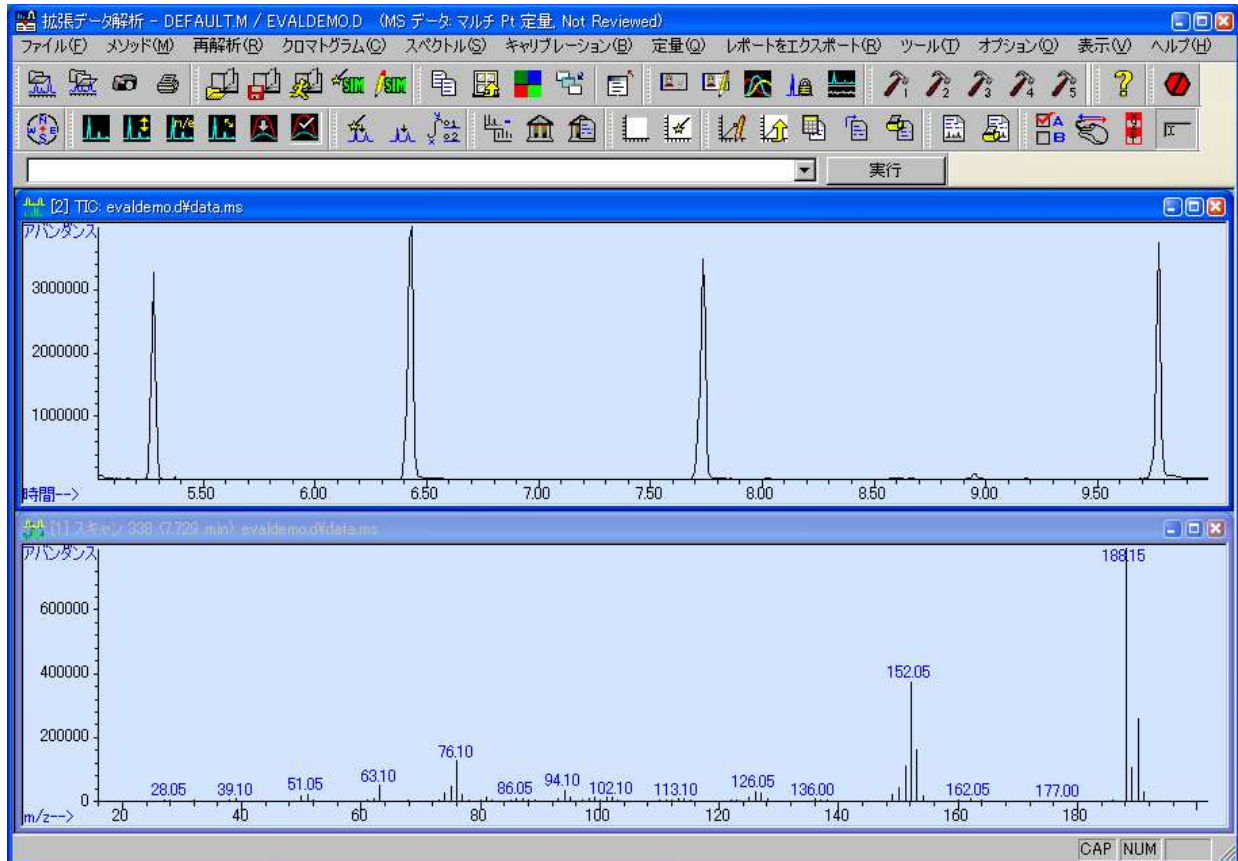 拡張データ解析 - DEFAULT.M / EVALDEMO.D (MS データ: マルチ Pt 定量, Not Reviewed)
ファイル(F) メソッド(M) 再解析(R) クロマトグラム(C) スペクトル(S) キャリブレーション(B) 定量(Q) レポートをエクスポート(R) ツール(T) オプション(O) 表示(V) ヘルプ(H)
実行
[2] TIC: evaldemo.d¥data.ms
アバンダンス
3000000
2000000
1000000
時間-->
5.50 6.00 6.50 7.00 7.50 8.00 8.50 9.00 9.50
[1] スキャン 338 (7.729 min): evaldemo.d¥data.ms
アバンダンス
188.15
600000
400000
152.05
200000
76.10
28.05 39.10 51.05 63.10 86.05 94.10 102.10 113.10 126.05 136.00 162.05 177.00
0
m/z-->
20 40 60 80 100 120 140 160 180
CAP NUM